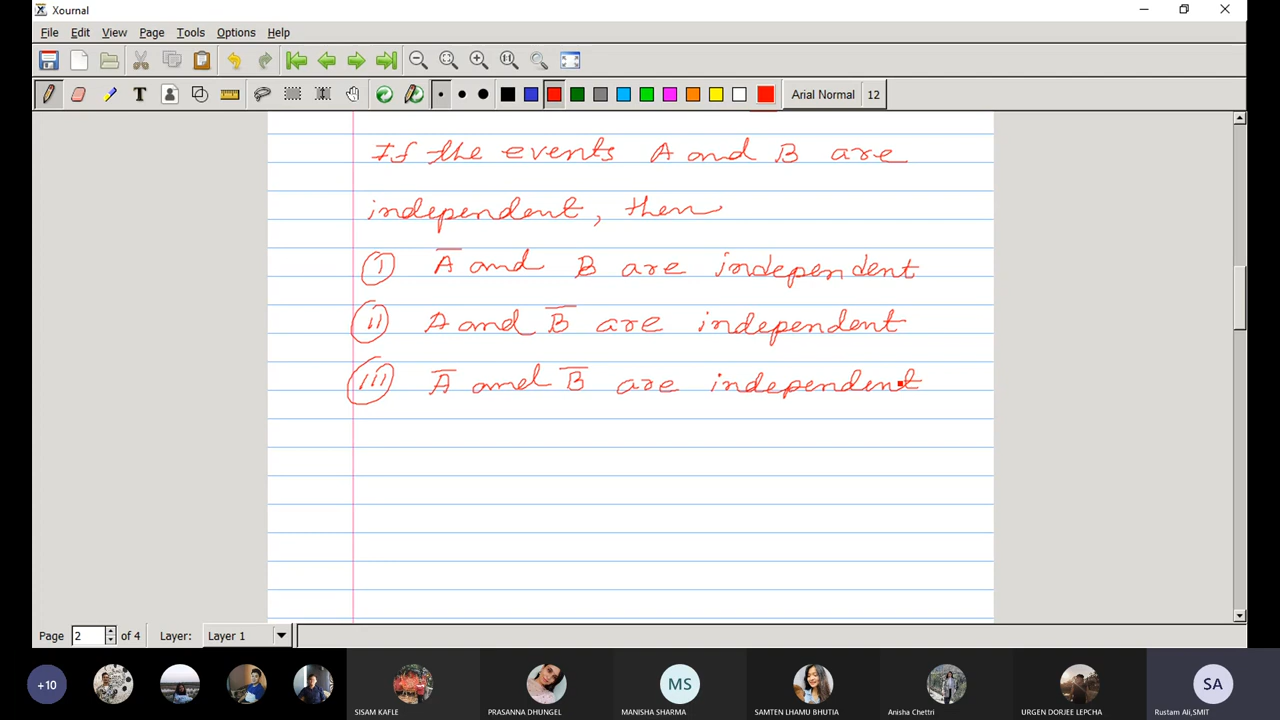 Xournal
File Edit View Page Tools Options Help
Arial Normal 12
If the events A and B are
independent, then
(i) A̅ and B are independent
(ii) A and B̅ are independent
(iii) A̅ and B̅ are independent
Page 2 of 4 Layer: Layer 1
+10 MS SA
SISAM KAFLE PRASANNA DHUNGEL MANISHA SHARMA SAMTEN LHAMU BHUTIA Anisha Chettri URGEN DORJEE LEPCHA Rustam Ali,SMIT